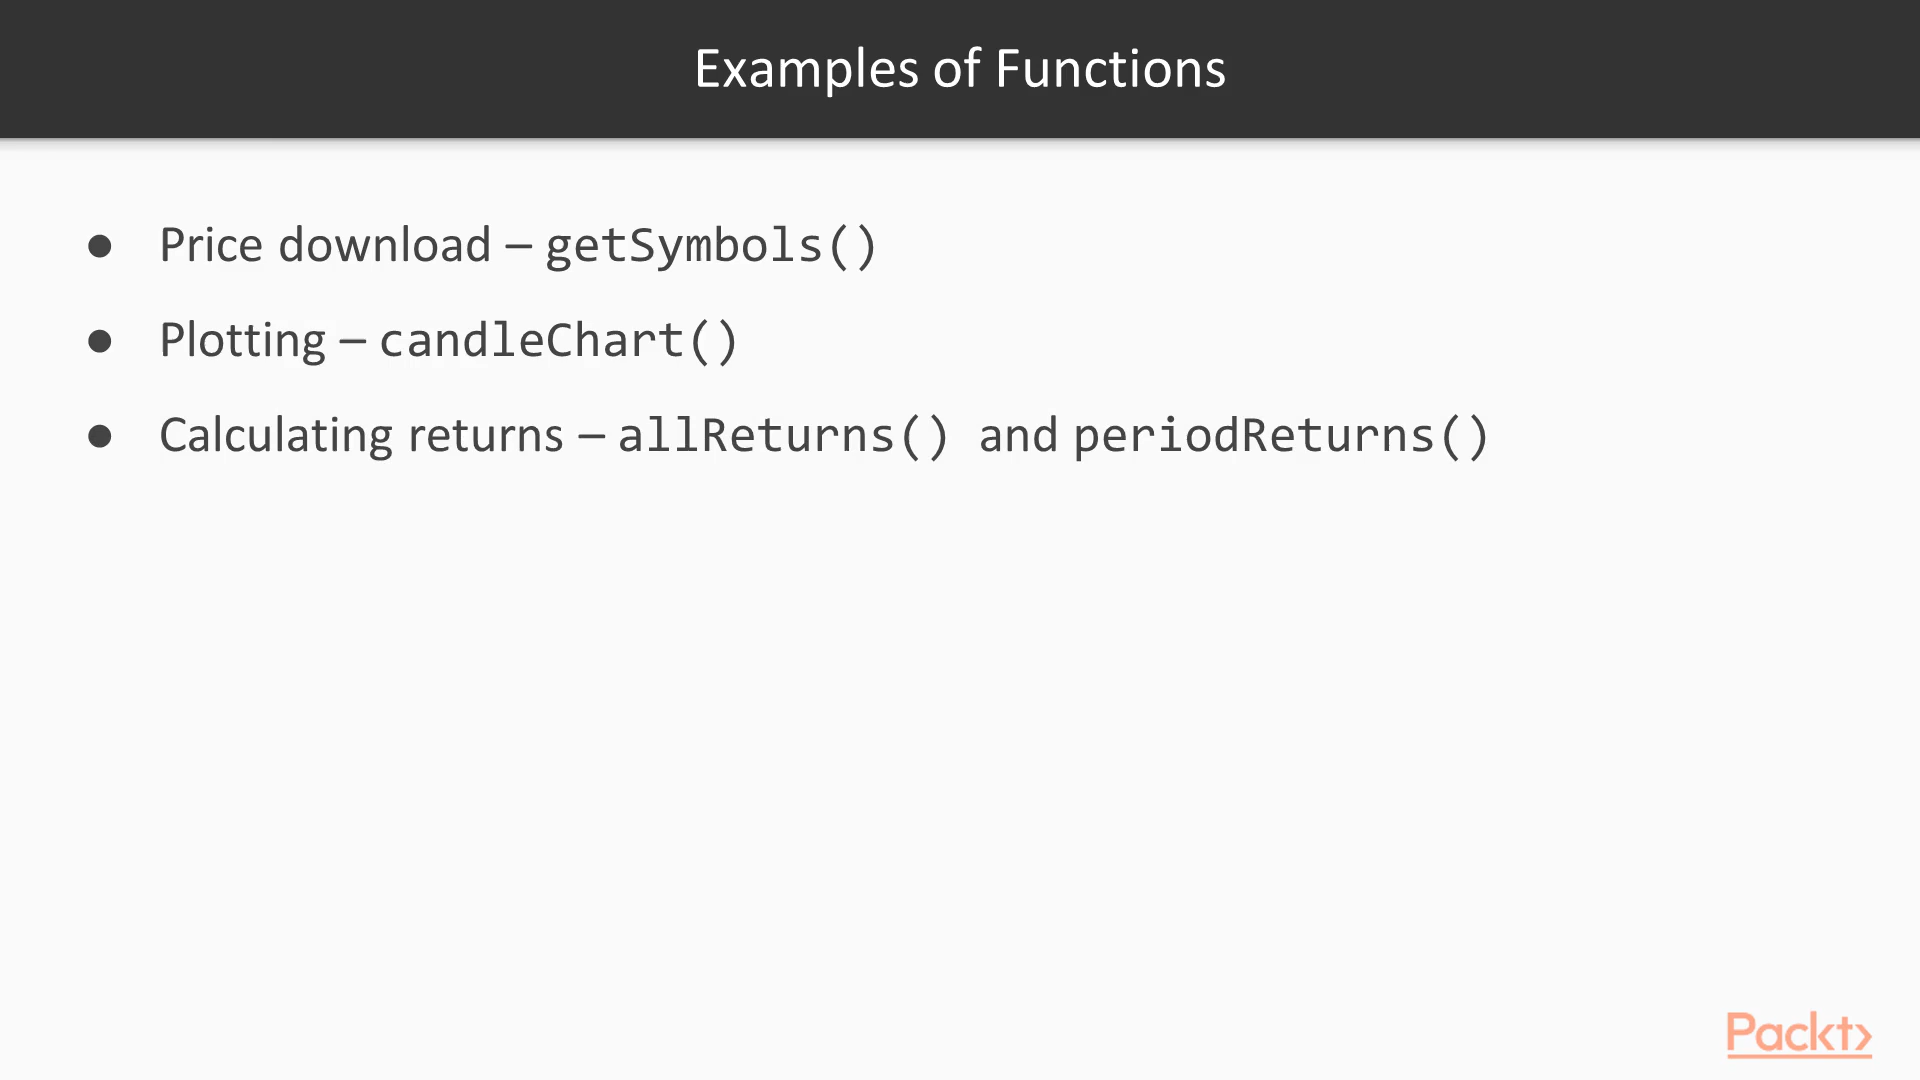 Examples of Functions
● Price download – getSymbols()
● Plotting – candleChart()
● Calculating returns – allReturns() and periodReturns()
Packt>